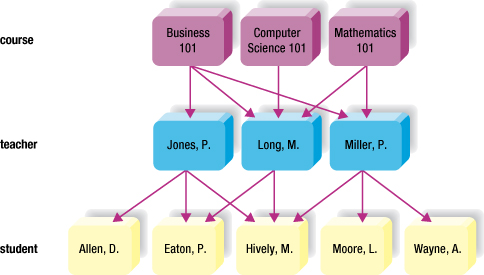 course
Business
101
Computer
Science 101
Mathematics
101
teacher
Jones, P.
Long, M.
Miller, P.
student
Allen, D.
Eaton, P.
Hively, M.
Moore, L.
Wayne, A.